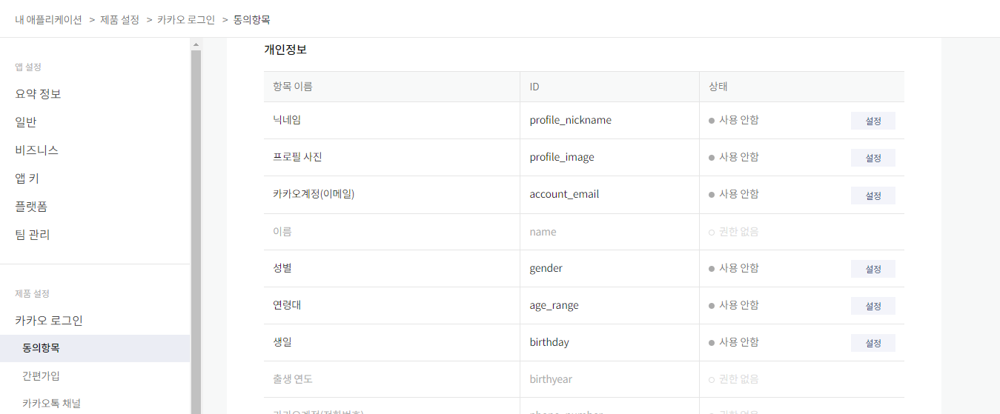 내 애플리케이션 > 제품 설정 > 카카오 로그인 > 동의항목
앱 설정
요약 정보
일반
비즈니스
앱 키
플랫폼
팀 관리
제품 설정
카카오 로그인
동의항목
간편가입
카카오톡 채널
개인정보
항목 이름 ID 상태
닉네임 profile_nickname 사용 안함 설정
프로필 사진 profile_image 사용 안함 설정
카카오계정(이메일) account_email 사용 안함 설정
이름 name 권한 없음
성별 gender 사용 안함 설정
연령대 age_range 사용 안함 설정
생일 birthday 사용 안함 설정
출생 연도 birthyear 권한 없음